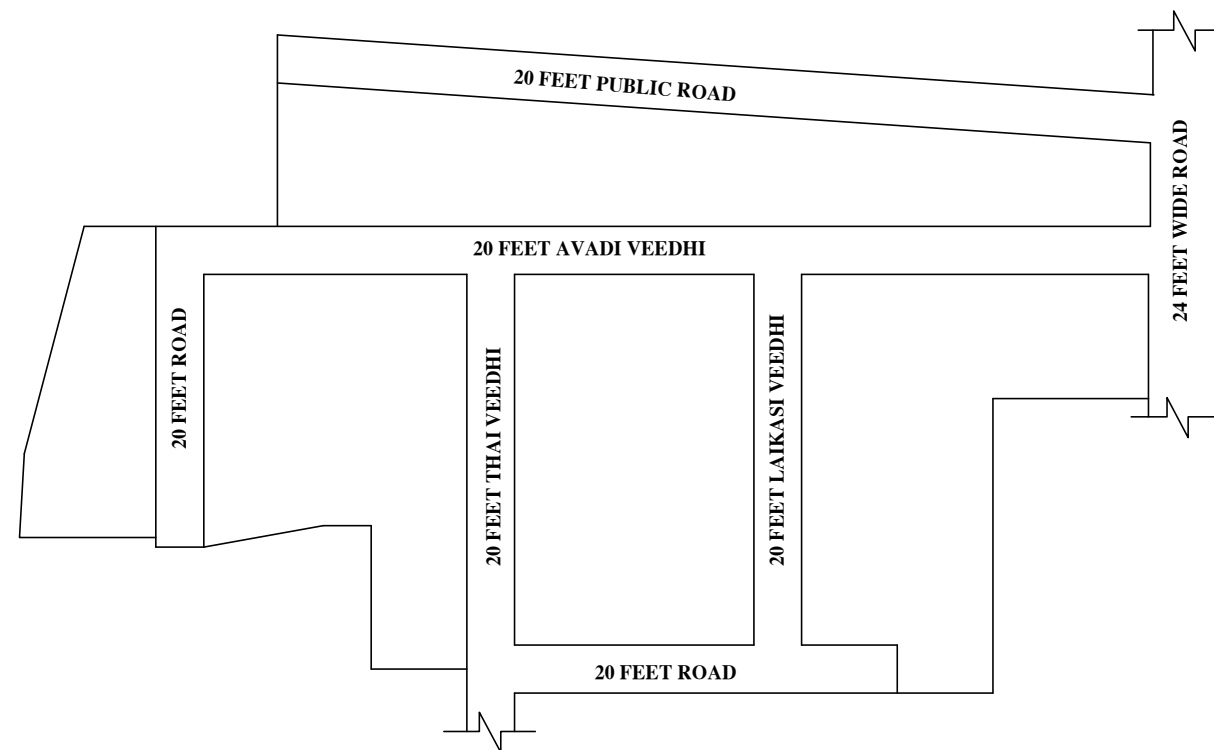 20 FEET PUBLIC ROAD
24 FEET WIDE ROAD
20 FEET AVADI VEEDHI
20 FEET ROAD
20 FEET THAI VEEDHI
20 FEET LAIKASI VEEDHI
20 FEET ROAD